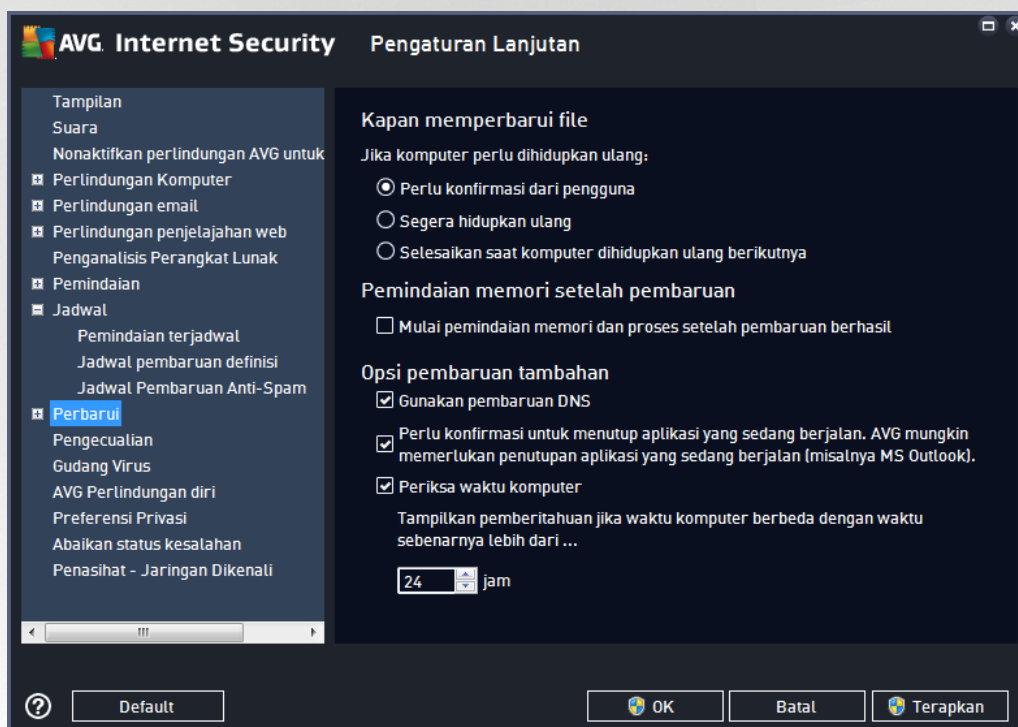 AVG. Internet Security
Pengaturan Lanjutan
Tampilan
Suara
Nonaktifkan perlindungan AVG untuk
Perlindungan Komputer
Perlindungan email
Perlindungan penjelajahan web
Penganalisis Perangkat Lunak
Pemindaian
Jadwal
Pemindaian terjadwal
Jadwal pembaruan definisi
Jadwal Pembaruan Anti-Spam
Perbarui
Pengecualian
Gudang Virus
AVG Perlindungan diri
Preferensi Privasi
Abaikan status kesalahan
Penasihat - Jaringan Dikenali
Kapan memperbarui file
Jika komputer perlu dihidupkan ulang:
Perlu konfirmasi dari pengguna
Segera hidupkan ulang
Selesaikan saat komputer dihidupkan ulang berikutnya
Pemindaian memori setelah pembaruan
Mulai pemindaian memori dan proses setelah pembaruan berhasil
Opsi pembaruan tambahan
Gunakan pembaruan DNS
Perlu konfirmasi untuk menutup aplikasi yang sedang berjalan. AVG mungkin
memerlukan penutupan aplikasi yang sedang berjalan (misalnya MS Outlook).
Periksa waktu komputer
Tampilkan pemberitahuan jika waktu komputer berbeda dengan waktu
sebenarnya lebih dari ...
24 jam
? Default
OK
Batal
Terapkan